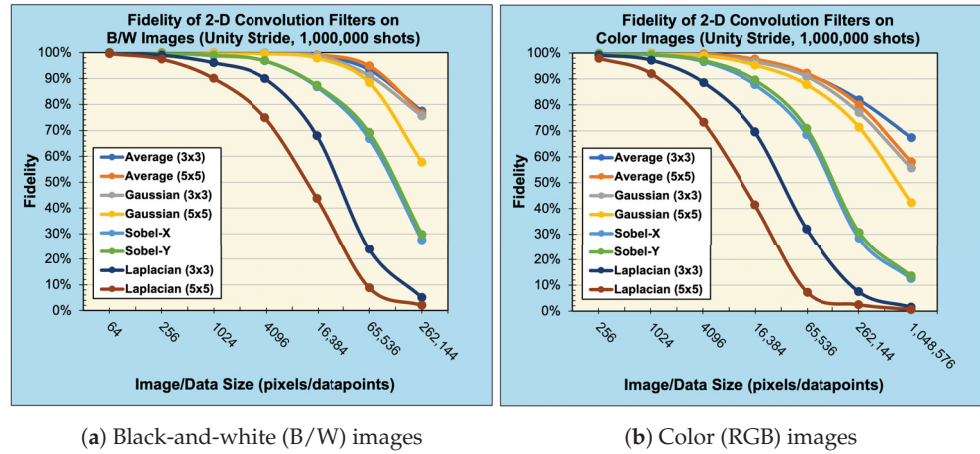 Fidelity of 2-D Convolution Filters on
B/W Images (Unity Stride, 1,000,000 shots)
100%
90%
80%
70%
60%
50%
40%
30%
20%
10%
0%
Fidelity
Average (3x3)
Average (5x5)
Gaussian (3x3)
Gaussian (5x5)
Sobel-X
Sobel-Y
Laplacian (3x3)
Laplacian (5x5)
64
256
1024
4096
16,384
65,536
262,144
Image/Data Size (pixels/datapoints)
(a) Black-and-white (B/W) images
Fidelity of 2-D Convolution Filters on
Color Images (Unity Stride, 1,000,000 shots)
100%
90%
80%
70%
60%
50%
40%
30%
20%
10%
0%
Fidelity
Average (3x3)
Average (5x5)
Gaussian (3x3)
Gaussian (5x5)
Sobel-X
Sobel-Y
Laplacian (3x3)
Laplacian (5x5)
256
1024
4096
16,384
65,536
262,144
1,048,576
Image/Data Size (pixels/datapoints)
(b) Color (RGB) images